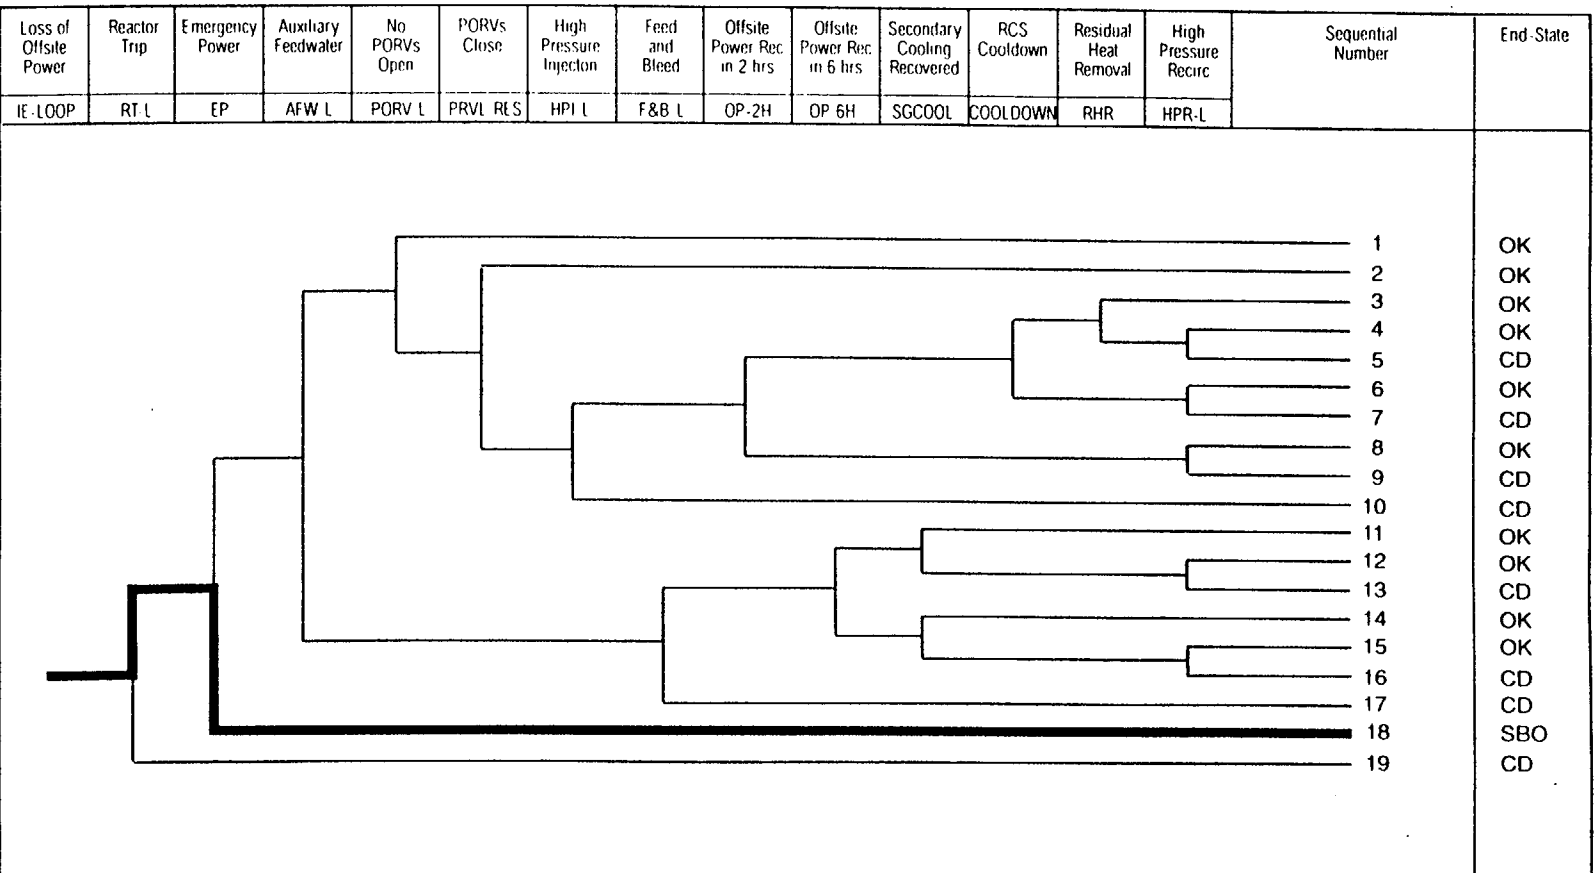 Loss of Offsite Power
Reactor Trip
Emergency Power
Auxiliary Feedwater
No PORVs Open
PORVs Close
High Pressure Injecton
Feed and Bleed
Offsite Power Rec in 2 hrs
Offsite Power Rec in 6 hrs
Secondary Cooling Recovered
RCS Cooldown
Residual Heat Removal
High Pressure Recirc
Sequential Number
End-State
IE-LOOP RT-L EP AFW L PORV L PRVL RES HPI L F&B L OP-2H OP 6H SGCOOL COOLDOWN RHR HPR-L
1 OK
2 OK
3 OK
4 OK
5 CD
6 OK
7 CD
8 OK
9 CD
10 CD
11 OK
12 OK
13 CD
14 OK
15 OK
16 CD
17 CD
18 SBO
19 CD